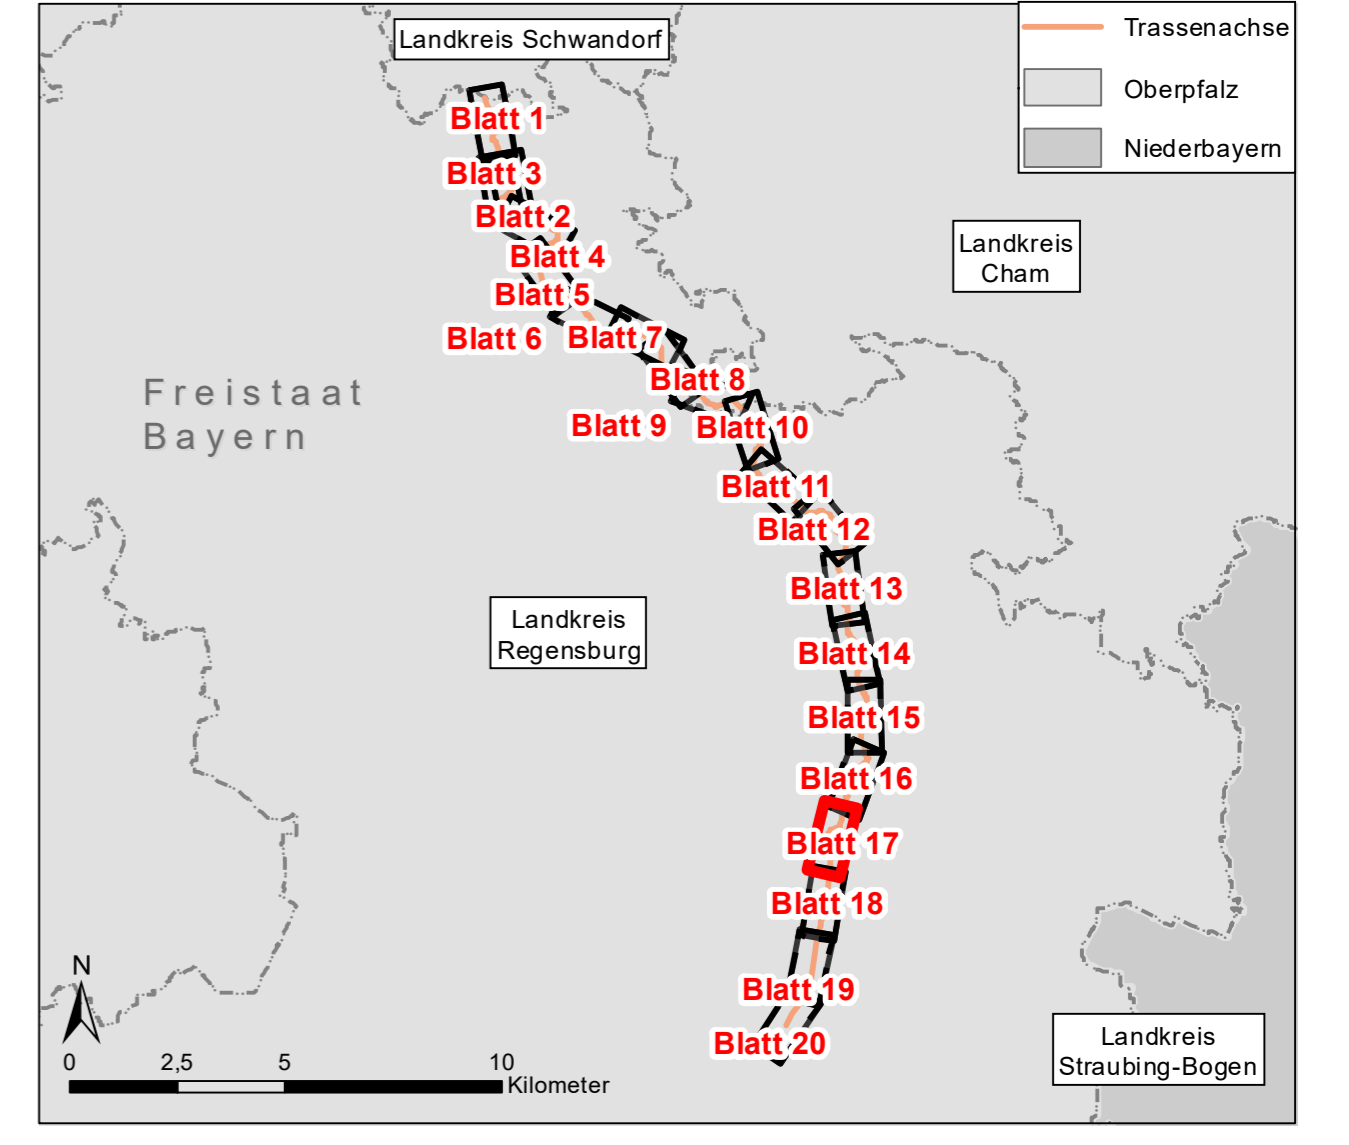 Landkreis Schwandorf
Trassenachse
Oberpfalz
Niederbayern
Blatt 1
Blatt 3
Blatt 2
Blatt 4
Blatt 5
Blatt 6
Blatt 7
Blatt 8
Blatt 9
Blatt 10
Blatt 11
Blatt 12
Blatt 13
Blatt 14
Blatt 15
Blatt 16
Blatt 17
Blatt 18
Blatt 19
Blatt 20
Landkreis
Cham
Freistaat
Bayern
Landkreis
Regensburg
Landkreis
Straubing-Bogen
N
0 2,5 5 10
Kilometer